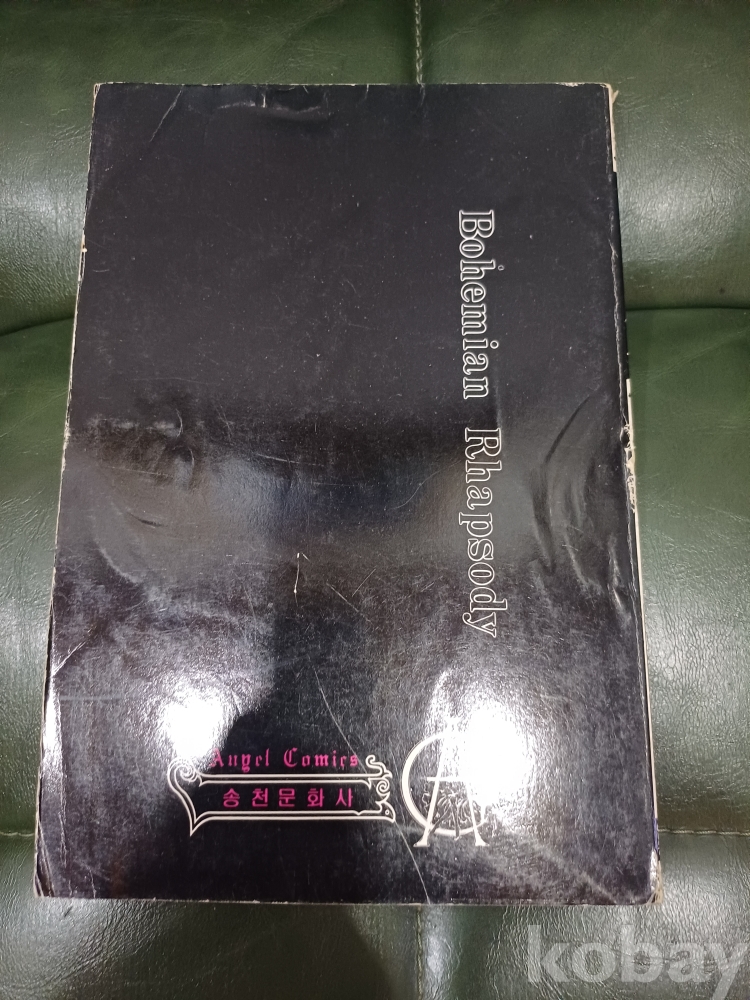 Bohemian Rhapsody
Angel Comics
송천문화사
kobay